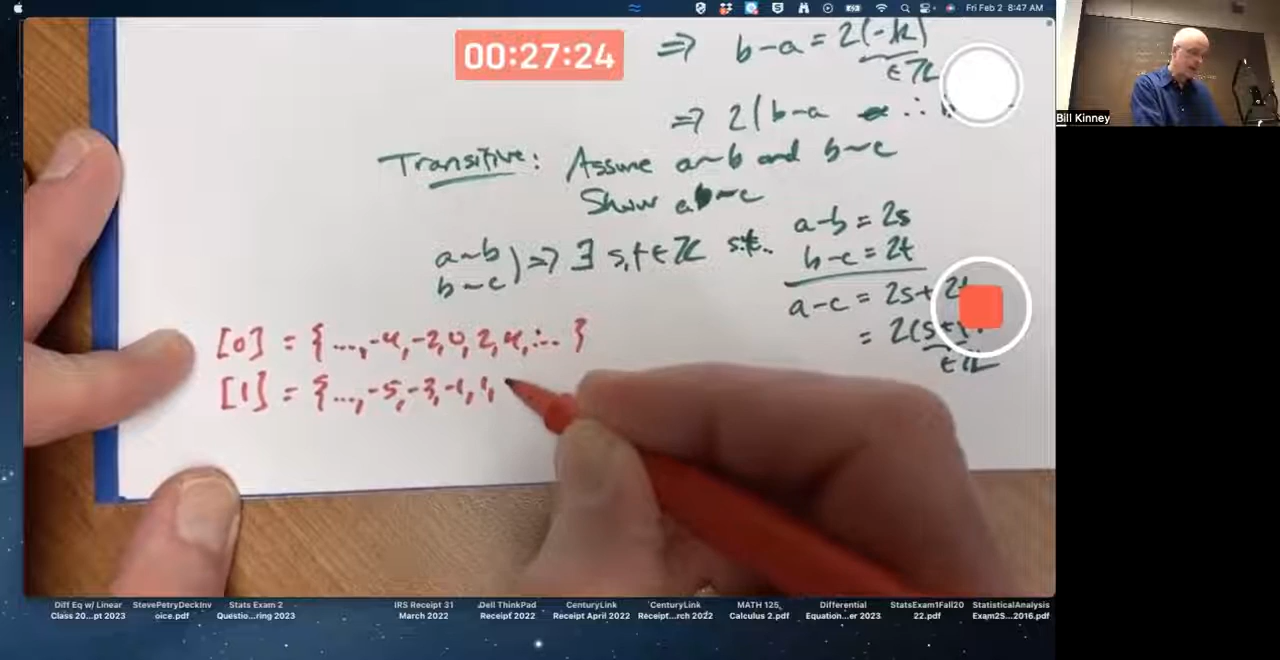 Fri Feb 2 8:47 AM
00:27:24
Bill Kinney
=> b-a = 2(-k)
∈ ℤ
=> 2 | b-a ∴
Transitive: Assume a~b and b~c
Show a~c
a~b
b~c ) => ∃ s,t ∈ ℤ s.t. a-b = 2s
b-c = 2t
a-c = 2s + 2t
= 2(s+t)
∈ ℤ
[0] = {..., -4, -2, 0, 2, 4, ... }
[1] = {..., -5, -3, -1, 1,
Diff Eq w/ Linear Class 20...pt 2023
StevePetryDeckInv oice.pdf
Stats Exam 2 Questio...ring 2023
IRS Receipt 31 March 2022
Dell ThinkPad Receipt 2022
CenturyLink Receipt April 2022
CenturyLink Receipt...rch 2022
MATH 125, Calculus 2.pdf
Differential Equation...er 2023
StatsExam1Fall20 22.pdf
StatisticalAnalysis Exam2S...2016.pdf